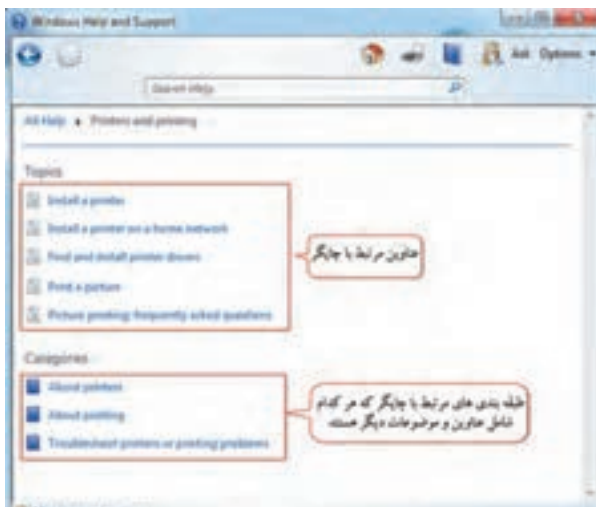 Windows Help and Support
Ask Options
Search Help
All Help ▸ Printers and printing
Topics
Install a printer
Install a printer on a home network
Find and install printer drivers
Print a picture
Picture printing: frequently asked questions
عناوین مرتبط با چاپگر
Categories
About printers
About printing
Troubleshoot printers or printing problems
طبقه بندی های مرتبط با چاپگر که هر کدام
شامل عناوین و موضوعات دیگر هستند